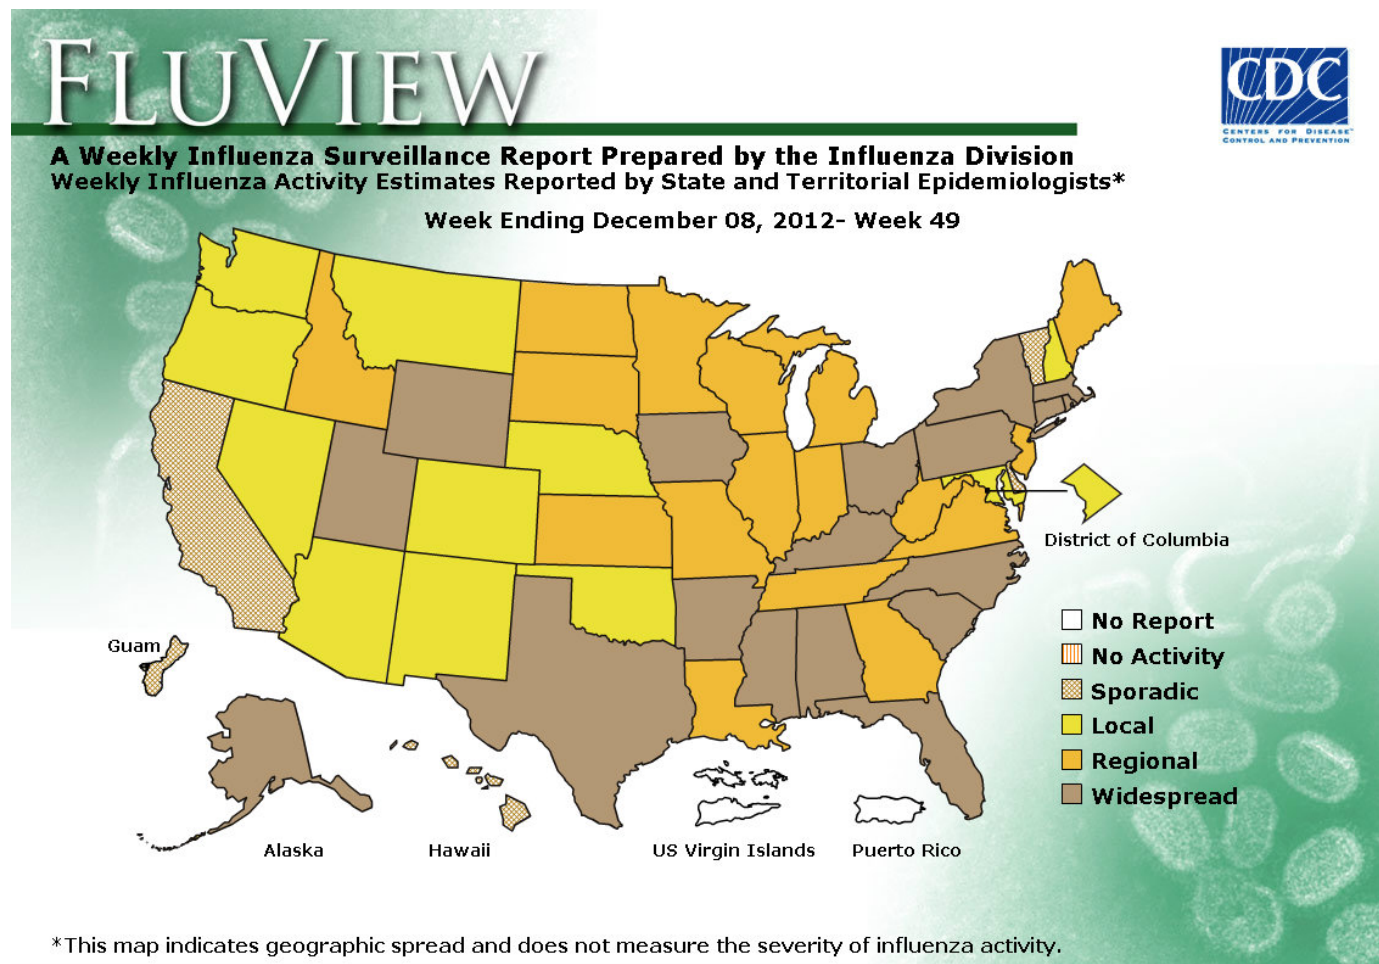 FLUVIEW
CDC
CENTERS FOR DISEASE
CONTROL AND PREVENTION
A Weekly Influenza Surveillance Report Prepared by the Influenza Division
Weekly Influenza Activity Estimates Reported by State and Territorial Epidemiologists*
Week Ending December 08, 2012- Week 49
District of Columbia
No Report
No Activity
Sporadic
Local
Regional
Widespread
Guam
Alaska
Hawaii
US Virgin Islands
Puerto Rico
*This map indicates geographic spread and does not measure the severity of influenza activity.